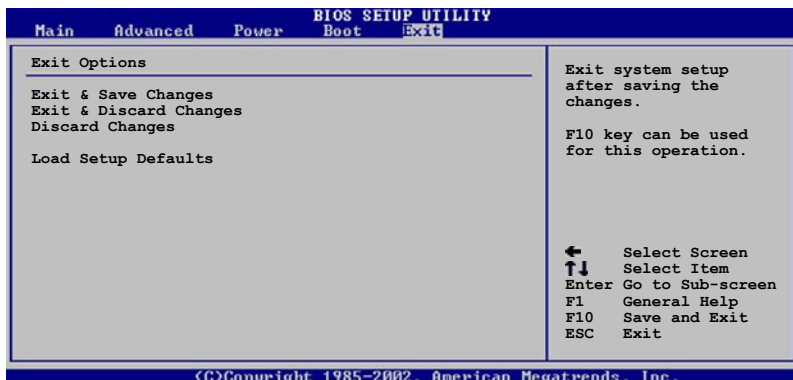 BIOS SETUP UTILITY
Main Advanced Power Boot Exit
Exit Options
Exit & Save Changes
Exit & Discard Changes
Discard Changes
Load Setup Defaults
Exit system setup
after saving the
changes.
F10 key can be used
for this operation.
← Select Screen
↑↓ Select Item
Enter Go to Sub-screen
F1 General Help
F10 Save and Exit
ESC Exit
(C)Copyright 1985-2002, American Megatrends, Inc.